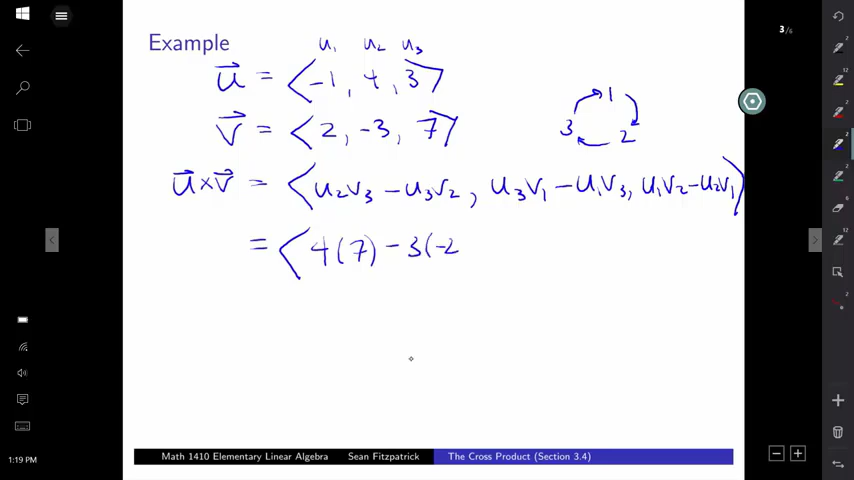 3/6
Example
u₁ u₂ u₃
u⃗ = ⟨-1, 4, 3⟩
v⃗ = ⟨2, -3, 7⟩
1
3 2
u⃗×v⃗ = ⟨u₂v₃ - u₃v₂, u₃v₁ - u₁v₃, u₁v₂ - u₂v₁⟩
= ⟨4(7) - 3(-2
1:19 PM
Math 1410 Elementary Linear Algebra Sean Fitzpatrick The Cross Product (Section 3.4)